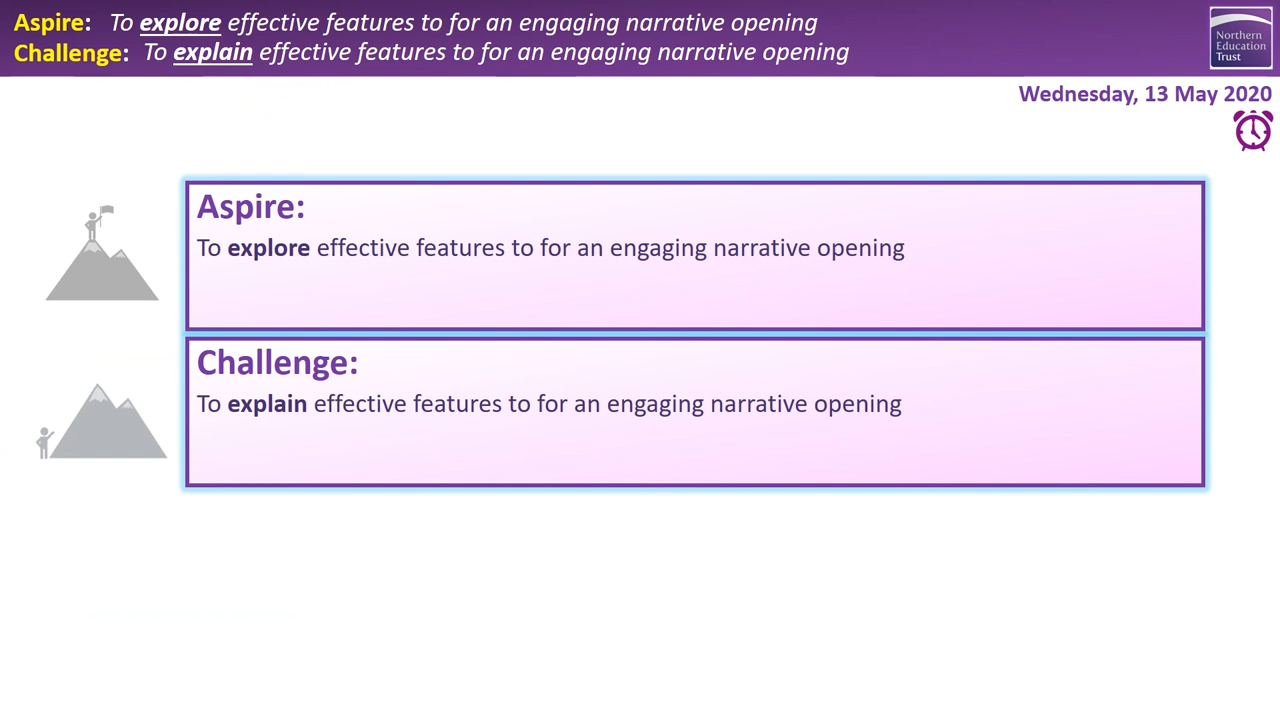 Aspire: To explore effective features to for an engaging narrative opening
Challenge: To explain effective features to for an engaging narrative opening
Northern
Education
Trust
Wednesday, 13 May 2020
Aspire:
To explore effective features to for an engaging narrative opening
Challenge:
To explain effective features to for an engaging narrative opening